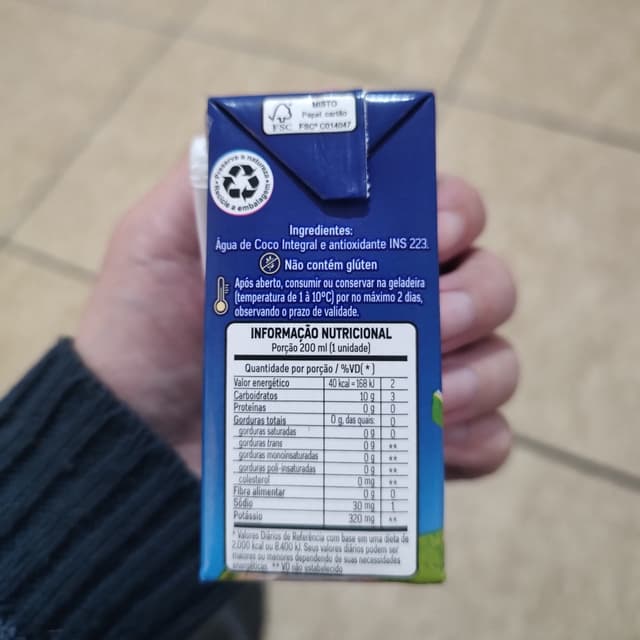 MISTO
Papel cartão
FSC FSC® C014047
Preserve a natureza • Recicle a embalagem •
Ingredientes:
Água de Coco Integral e antioxidante INS 223.
Não contém glúten
Após aberto, consumir ou conservar na geladeira
(temperatura de 1 à 10°C) por no máximo 2 dias,
observando o prazo de validade.
INFORMAÇÃO NUTRICIONAL
Porção 200 ml (1 unidade)
Quantidade por porção / %VD( * )
Valor energético 40 kcal = 168 kJ 2
Carboidratos 10 g 3
Proteínas 0 g 0
Gorduras totais 0 g, das quais: 0
gorduras saturadas 0 g 0
gorduras trans 0 g **
gorduras monoinsaturadas 0 g **
gorduras poli-insaturadas 0 g **
colesterol 0 mg **
Fibra alimentar 0 g 0
Sódio 30 mg 1
Potássio 320 mg **
* Valores Diários de Referência com base em uma dieta de
2.000 kcal ou 8.400 kJ. Seus valores diários podem ser
maiores ou menores dependendo de suas necessidades
energéticas. ** VD não estabelecido